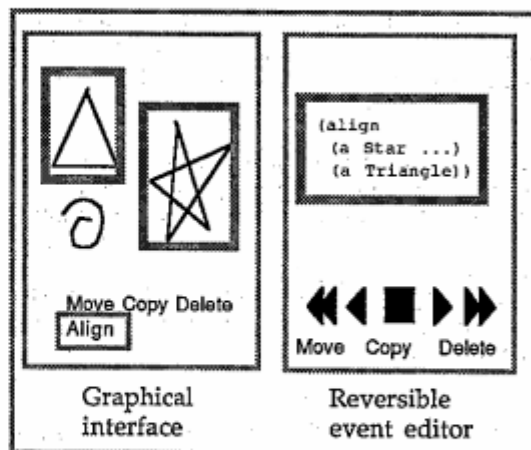 Move Copy Delete
Align
Graphical
interface
(align
(a Star ...)
(a Triangle))
Move Copy Delete
Reversible
event editor